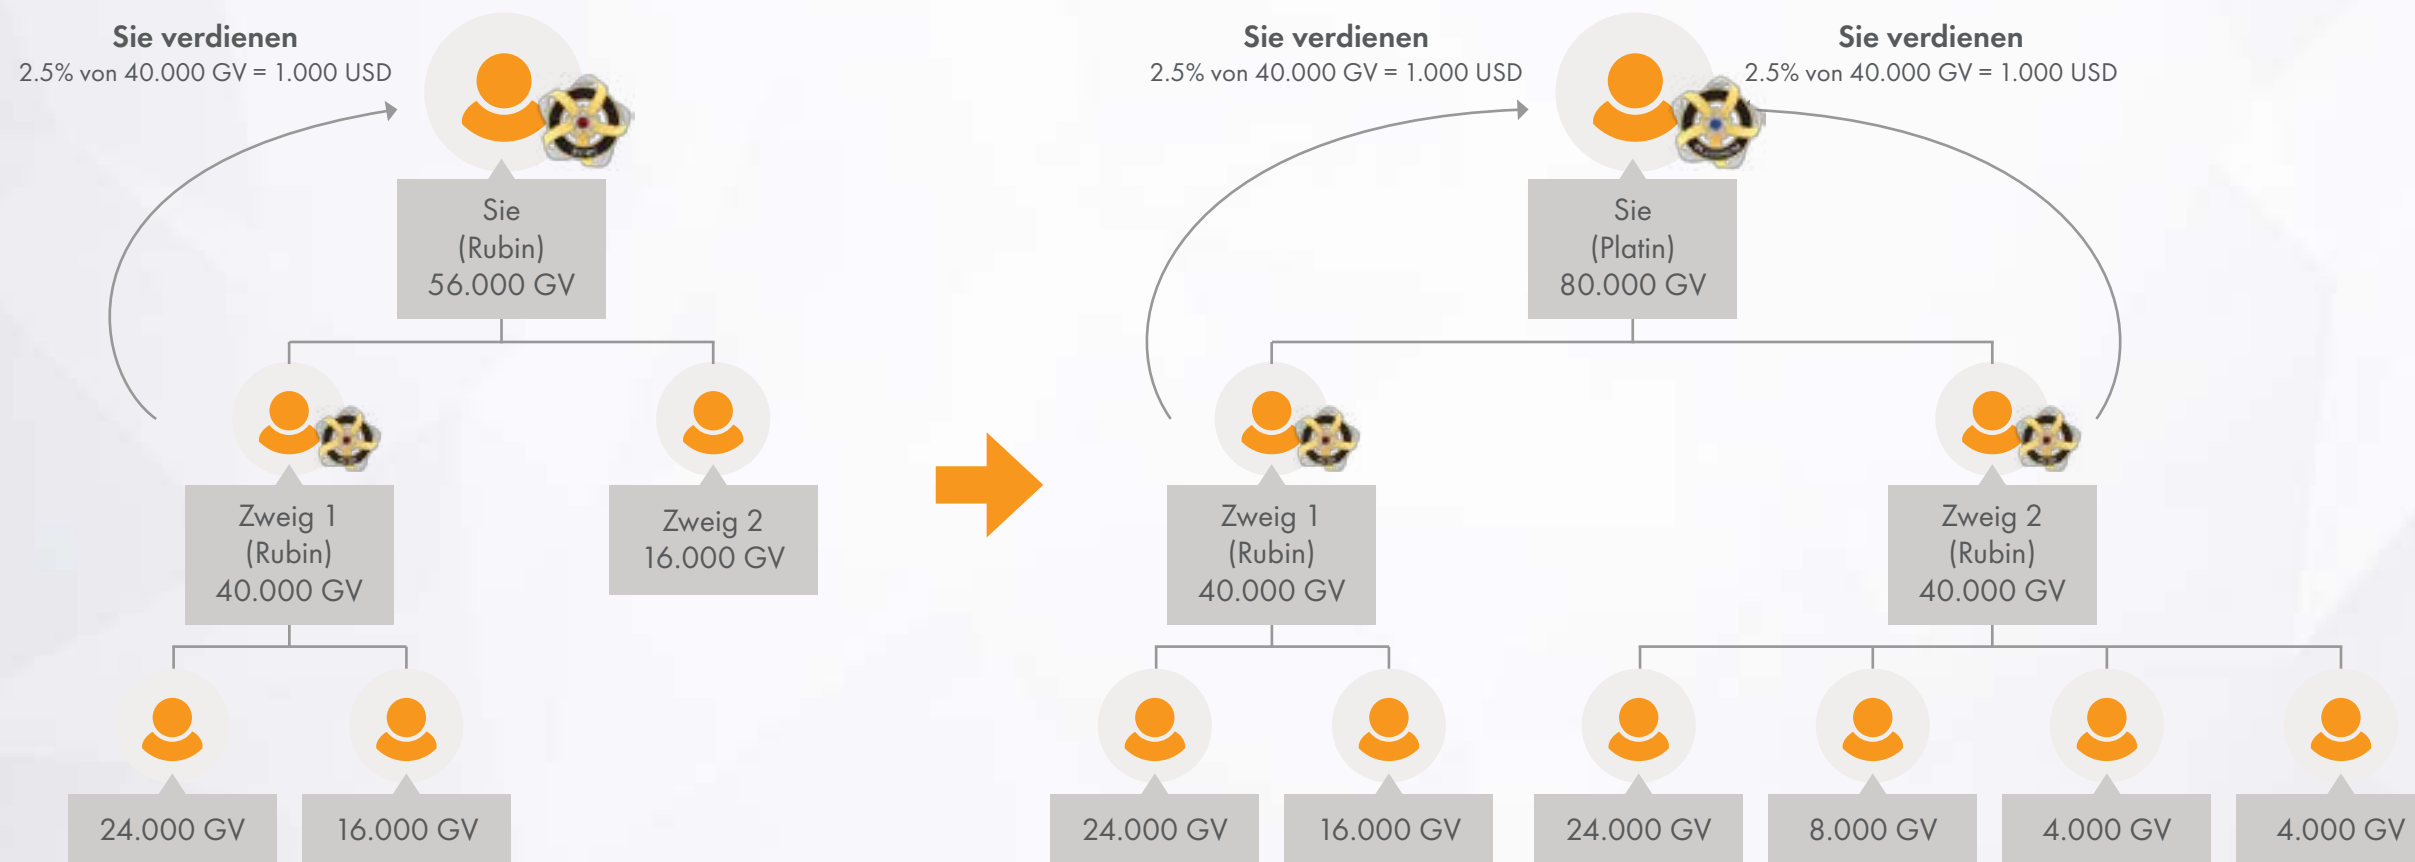 Sie verdienen
2.5% von 40.000 GV = 1.000 USD
Sie
(Rubin)
56.000 GV
Zweig 1
(Rubin)
40.000 GV
Zweig 2
16.000 GV
24.000 GV
16.000 GV
Sie verdienen
2.5% von 40.000 GV = 1.000 USD
Sie verdienen
2.5% von 40.000 GV = 1.000 USD
Sie
(Platin)
80.000 GV
Zweig 1
(Rubin)
40.000 GV
Zweig 2
(Rubin)
40.000 GV
24.000 GV
16.000 GV
24.000 GV
8.000 GV
4.000 GV
4.000 GV